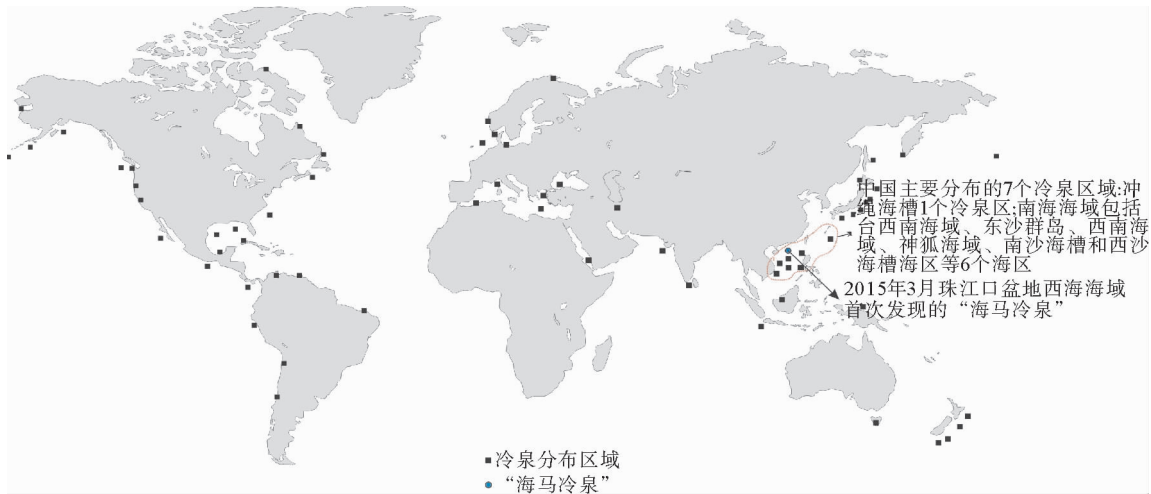 中国主要分布的7个冷泉区域:冲
绳海槽1个冷泉区;南海海域包括
台西南海域、东沙群岛、西南海
域、神狐海域、南沙海槽和西沙
海槽海区等6个海区
2015年3月珠江口盆地西海海域
首次发现的“海马冷泉”
冷泉分布区域
“海马冷泉”